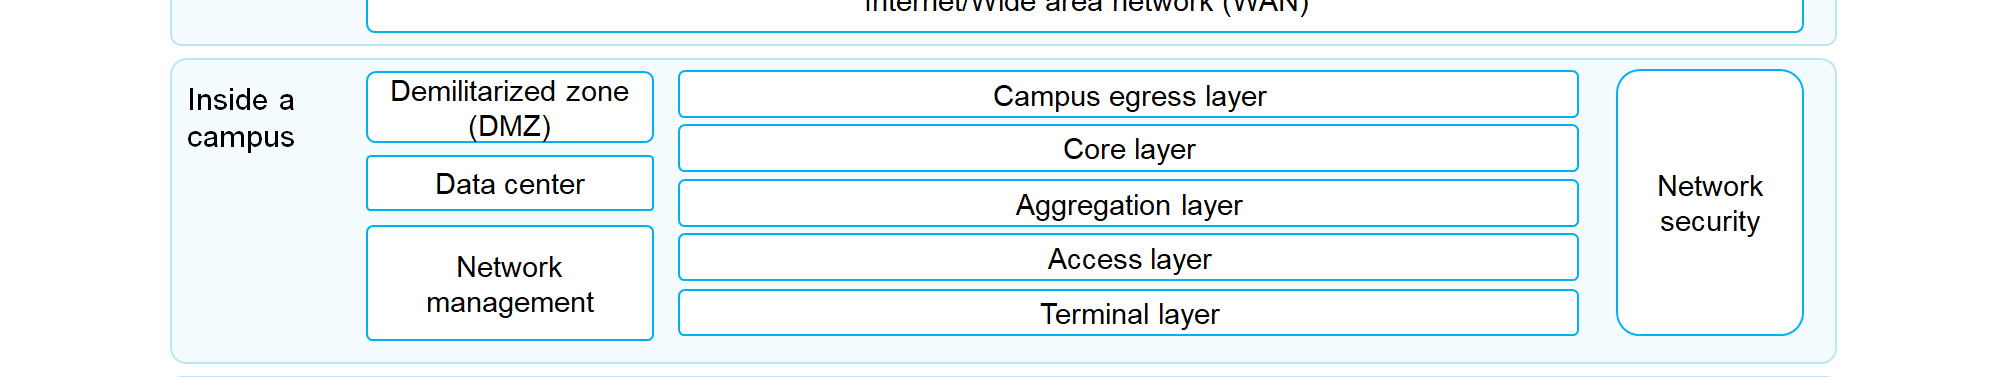 Internet/Wide area network (WAN)
Inside a
campus
Demilitarized zone
(DMZ)
Data center
Network
management
Campus egress layer
Core layer
Aggregation layer
Access layer
Terminal layer
Network
security